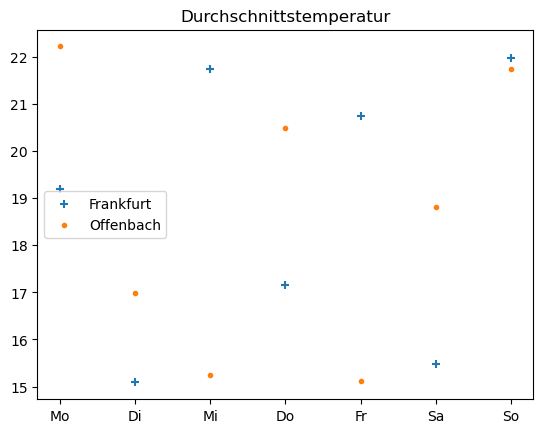 Durchschnittstemperatur
22
21
20
19
18
17
16
15
Frankfurt
Offenbach
Mo Di Mi Do Fr Sa So